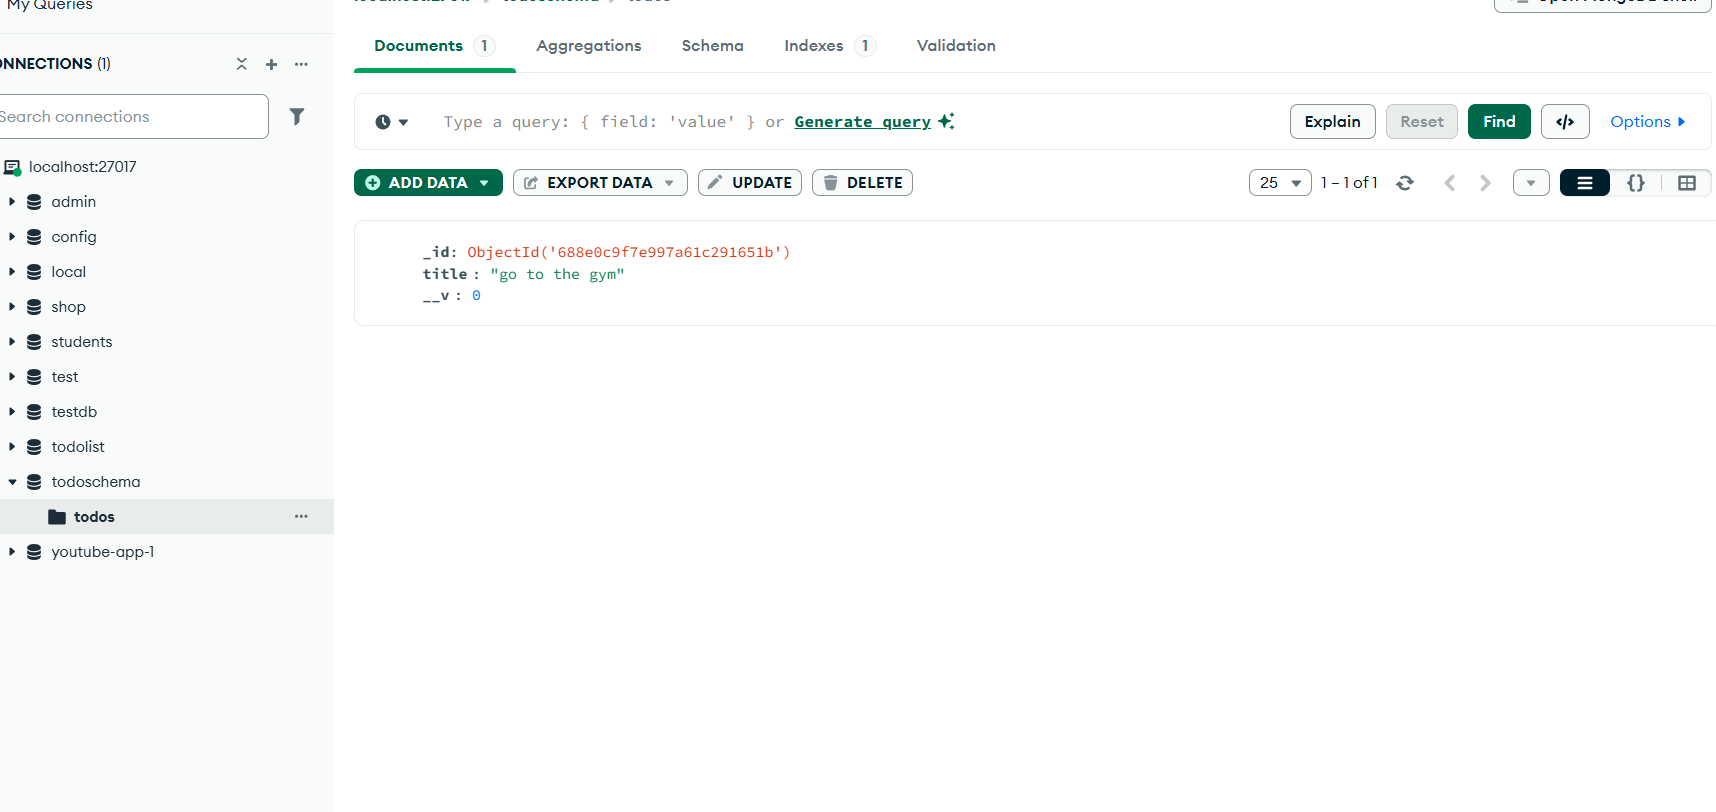 My Queries
ONNECTIONS (1)
Search connections
localhost:27017
admin
config
local
shop
students
test
testdb
todolist
todoschema
todos
youtube-app-1
Documents 1 Aggregations Schema Indexes 1 Validation
Type a query: { field: 'value' } or Generate query
Explain Reset Find </> Options
ADD DATA EXPORT DATA UPDATE DELETE
25 1 – 1 of 1 {}
_id: ObjectId('688e0c9f7e997a61c291651b')
title : "go to the gym"
__v : 0